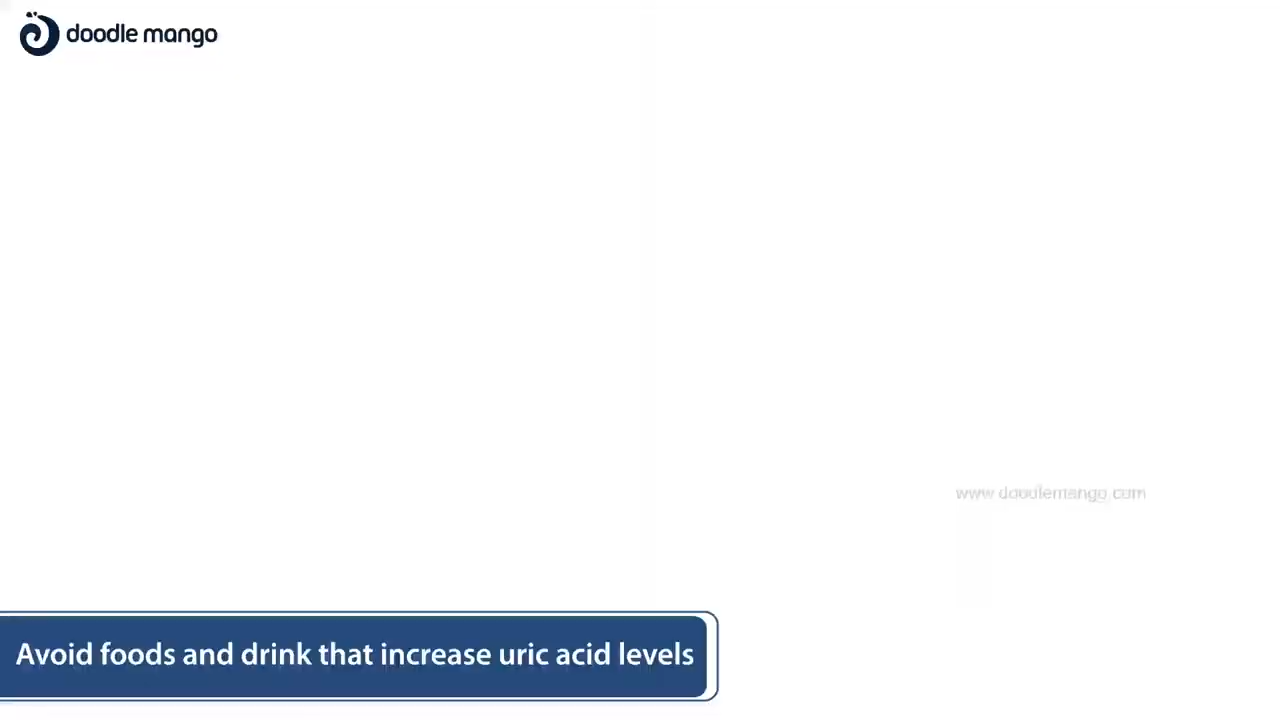 doodle mango
www.doodlemango.com
Avoid foods and drink that increase uric acid levels